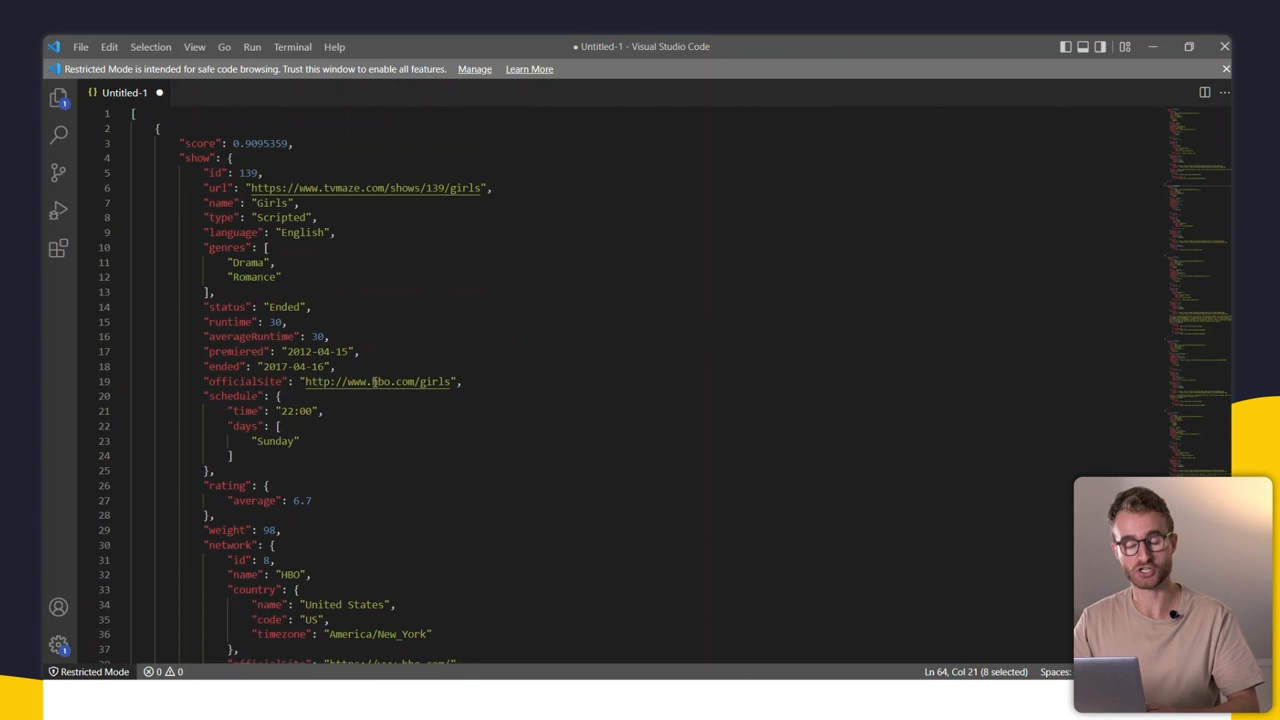 File Edit Selection View Go Run Terminal Help
● Untitled-1 - Visual Studio Code
Restricted Mode is intended for safe code browsing. Trust this window to enable all features. Manage Learn More
{} Untitled-1
1 [
2 {
3 "score": 0.9095359,
4 "show": {
5 "id": 139,
6 "url": "https://www.tvmaze.com/shows/139/girls",
7 "name": "Girls",
8 "type": "Scripted",
9 "language": "English",
10 "genres": [
11 "Drama",
12 "Romance"
13 ],
14 "status": "Ended",
15 "runtime": 30,
16 "averageRuntime": 30,
17 "premiered": "2012-04-15",
18 "ended": "2017-04-16",
19 "officialSite": "http://www.hbo.com/girls",
20 "schedule": {
21 "time": "22:00",
22 "days": [
23 "Sunday"
24 ]
25 },
26 "rating": {
27 "average": 6.7
28 },
29 "weight": 98,
30 "network": {
31 "id": 8,
32 "name": "HBO",
33 "country": {
34 "name": "United States",
35 "code": "US",
36 "timezone": "America/New_York"
37 },
38 "officialSite": "https://www.hbo.com/"
Restricted Mode 0 0 Ln 64, Col 21 (8 selected) Spaces: